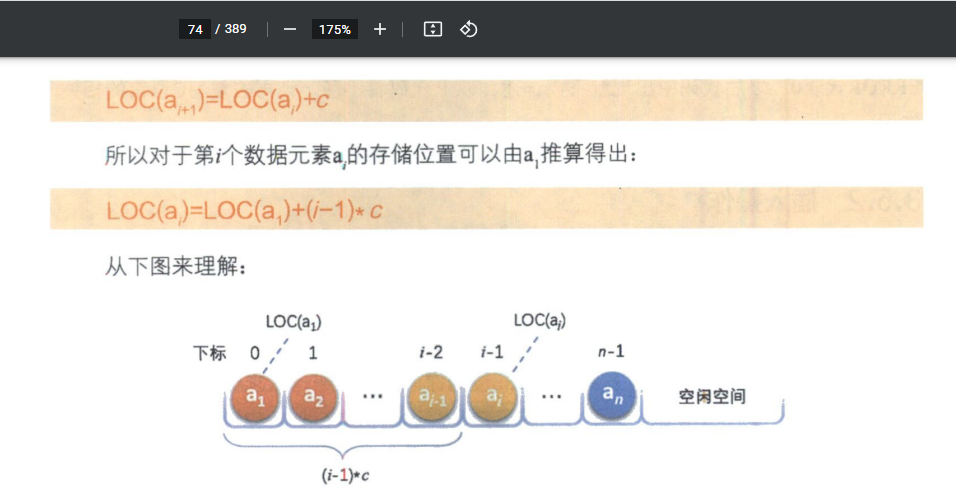 74 / 389 175%
LOC(aᵢ₊₁)=LOC(aᵢ)+c
所以对于第i个数据元素aᵢ的存储位置可以由a₁推算得出：
LOC(aᵢ)=LOC(a₁)+(i−1)*c
从下图来理解：
LOC(a₁) LOC(aᵢ)
下标 0 1 i-2 i-1 n-1
a₁ a₂ … aᵢ₋₁ aᵢ … aₙ 空闲空间
(i-1)*c